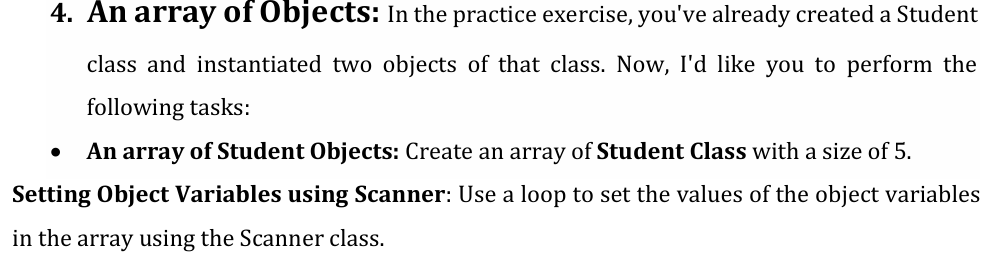 4. An array of Objects: In the practice exercise, you've already created a Student
class and instantiated two objects of that class. Now, I'd like you to perform the
following tasks:
• An array of Student Objects: Create an array of Student Class with a size of 5.
Setting Object Variables using Scanner: Use a loop to set the values of the object variables
in the array using the Scanner class.